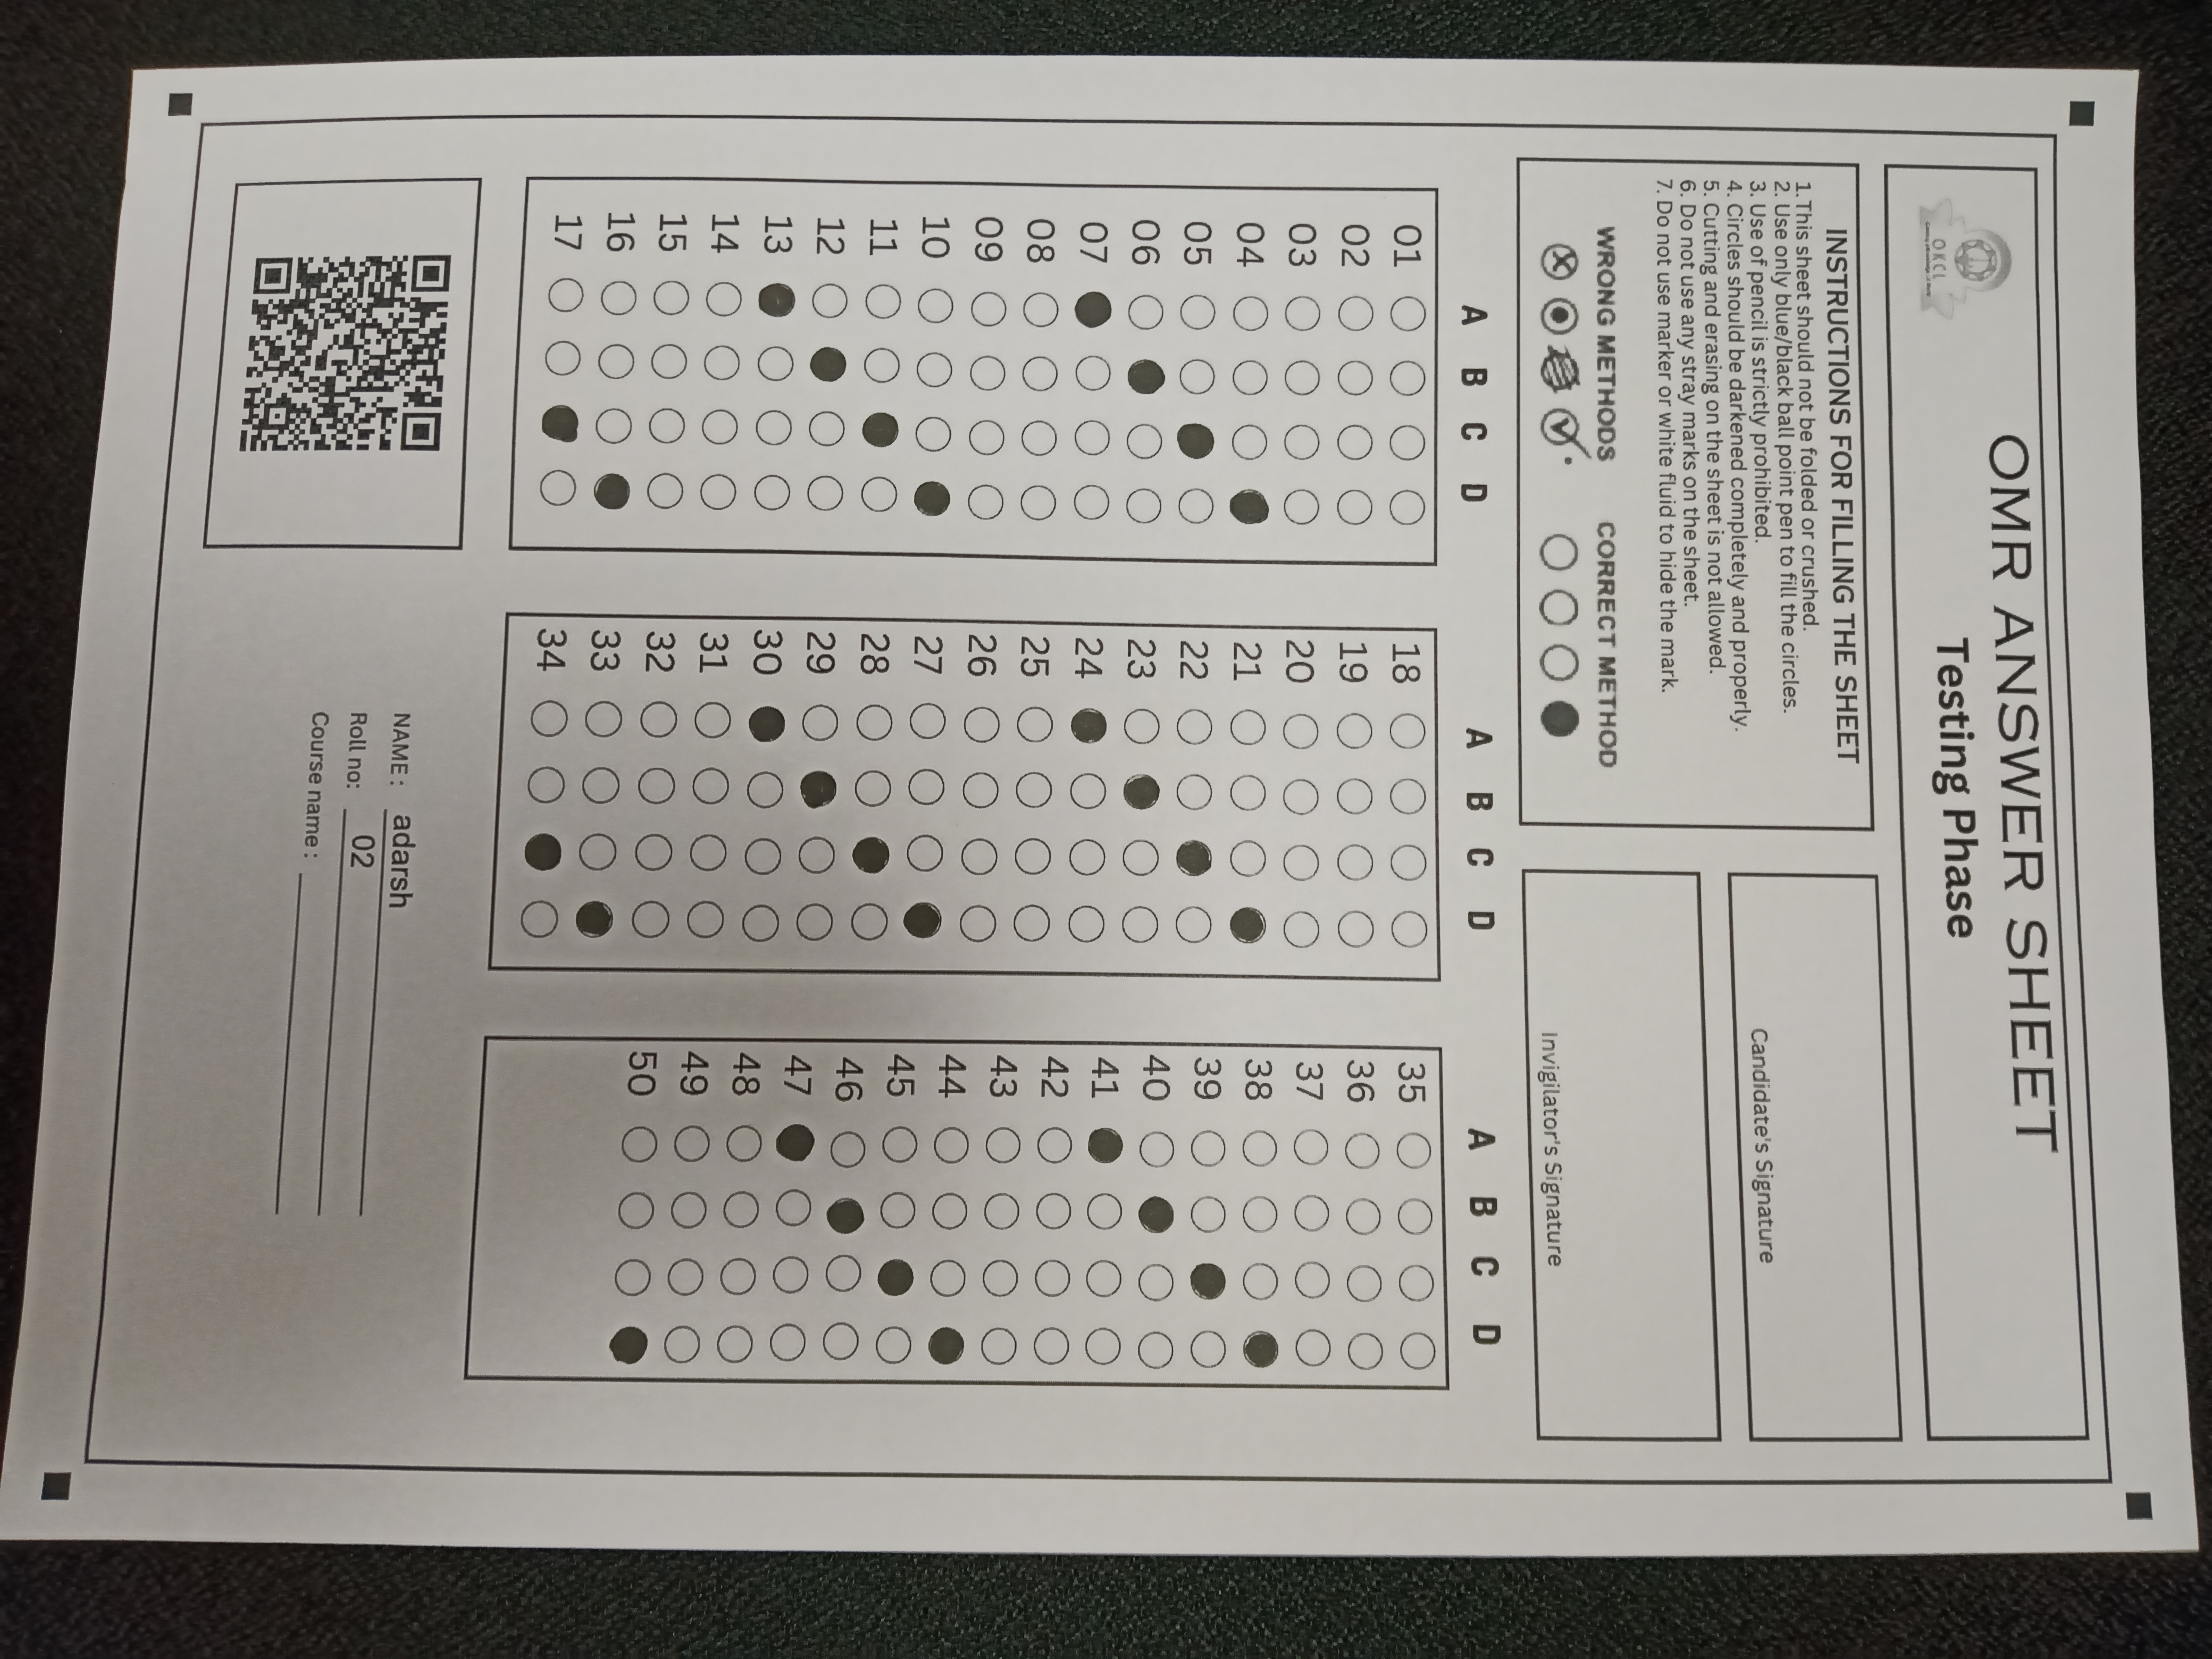 OMR ANSWER SHEET
Testing Phase
OKCL
INSTRUCTIONS FOR FILLING THE SHEET
1. This sheet should not be folded or crushed.
2. Use only blue/black ball point pen to fill the circles.
3. Use of pencil is strictly prohibited.
4. Circles should be darkened completely and properly.
5. Cutting and erasing on the sheet is not allowed.
6. Do not use any stray marks on the sheet.
7. Do not use marker or white fluid to hide the mark.
WRONG METHODS CORRECT METHOD
Candidate's Signature
Invigilator's Signature
A B C D
01
02
03
04
05
06
07
08
09
10
11
12
13
14
15
16
17
A B C D
18
19
20
21
22
23
24
25
26
27
28
29
30
31
32
33
34
A B C D
35
36
37
38
39
40
41
42
43
44
45
46
47
48
49
50
NAME : adarsh
Roll no: 02
Course name :